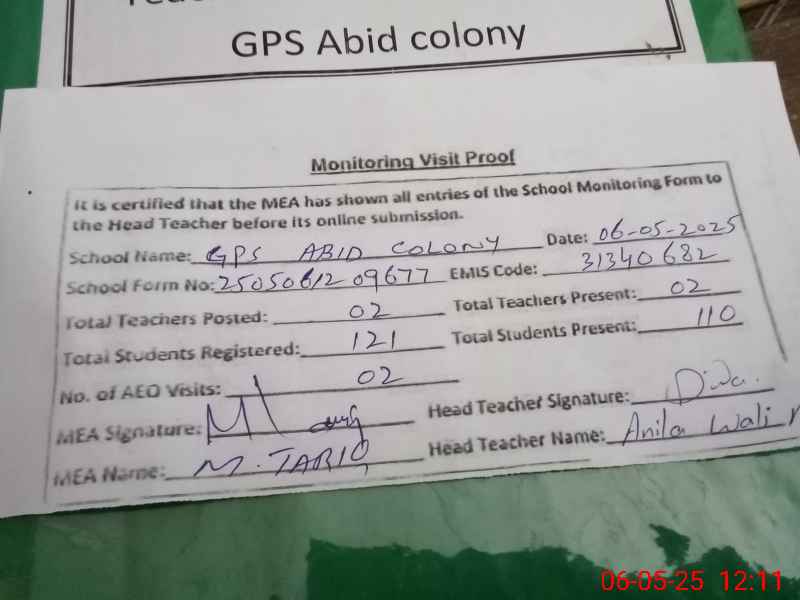 GPS Abid colony
Monitoring Visit Proof
It is certified that the MEA has shown all entries of the School Monitoring Form to
the Head Teacher before its online submission.
School Name: GPS ABID COLONY Date: 06-05-2025
School Form No: 2505061209677 EMIS Code: 31340682
Total Teachers Posted: 02 Total Teachers Present: 02
Total Students Registered: 121 Total Students Present: 110
No. of AEO Visits: 02
MEA Signature: Head Teacher Signature:
MEA Name: M. TARIQ Head Teacher Name: Anila Wali
06-05-25 12:11